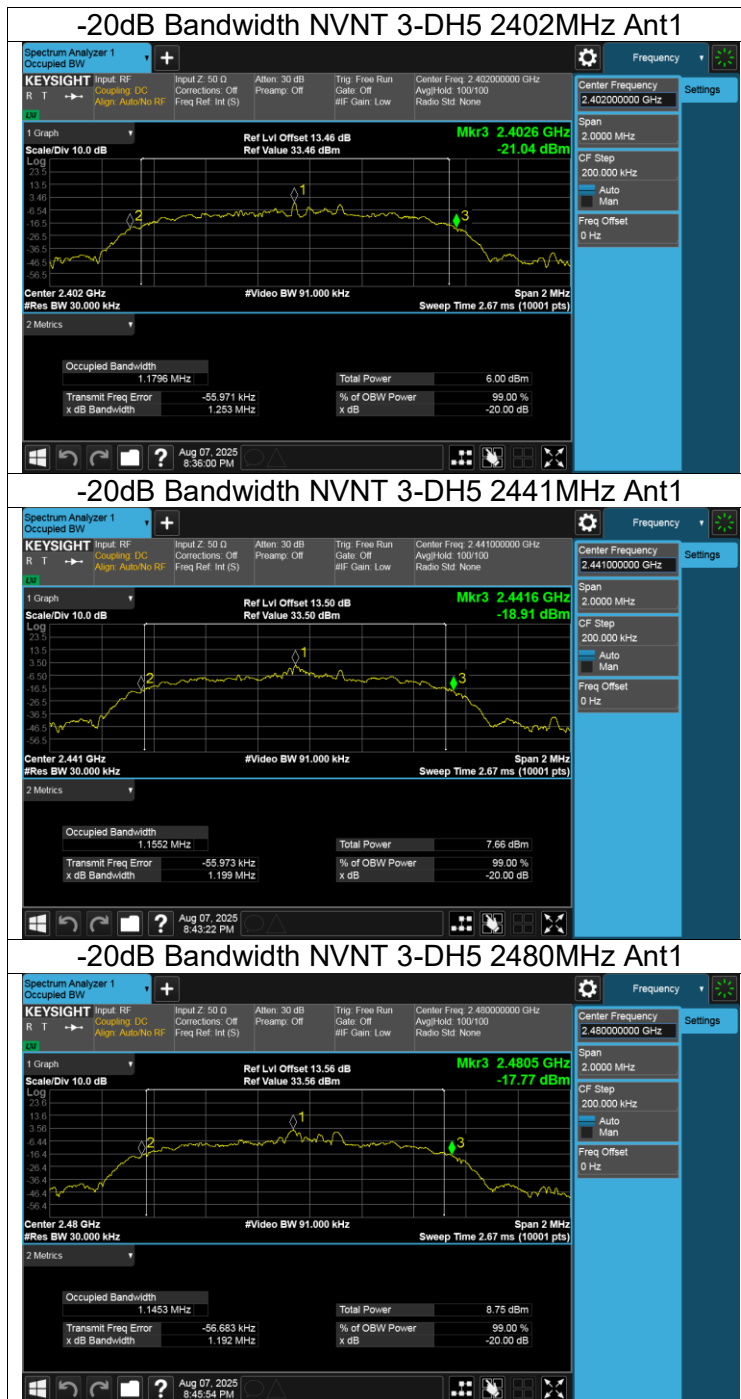 -20dB Bandwidth NVNT 3-DH5 2402MHz Ant1
Spectrum Analyzer 1
Occupied BW
+
Frequency
KEYSIGHT Input: RF Input Z: 50 Ω Atten: 30 dB Trig: Free Run Center Freq: 2.402000000 GHz
R T Coupling: DC Corrections: Off Preamp: Off Gate: Off Avg|Hold: 100/100
Align: Auto/No RF Freq Ref: Int (S) #IF Gain: Low Radio Std: None
LXI
Center Frequency
2.402000000 GHz
Settings
Span
2.0000 MHz
CF Step
200.000 kHz
Auto
Man
Freq Offset
0 Hz
1 Graph
Ref Lvl Offset 13.46 dB
Mkr3 2.4026 GHz
Scale/Div 10.0 dB
Ref Value 33.46 dBm
-21.04 dBm
Log
23.5
13.5
3.46
-6.54
-16.5
-26.5
-36.5
-46.5
-56.5
1
2
3
Center 2.402 GHz #Video BW 91.000 kHz Span 2 MHz
#Res BW 30.000 kHz Sweep Time 2.67 ms (10001 pts)
2 Metrics
Occupied Bandwidth
1.1796 MHz Total Power 6.00 dBm
Transmit Freq Error -55.971 kHz % of OBW Power 99.00 %
x dB Bandwidth 1.253 MHz x dB -20.00 dB
?
Aug 07, 2025
8:36:00 PM
-20dB Bandwidth NVNT 3-DH5 2441MHz Ant1
Spectrum Analyzer 1
Occupied BW
+
Frequency
KEYSIGHT Input: RF Input Z: 50 Ω Atten: 30 dB Trig: Free Run Center Freq: 2.441000000 GHz
R T Coupling: DC Corrections: Off Preamp: Off Gate: Off Avg|Hold: 100/100
Align: Auto/No RF Freq Ref: Int (S) #IF Gain: Low Radio Std: None
LXI
Center Frequency
2.441000000 GHz
Settings
Span
2.0000 MHz
CF Step
200.000 kHz
Auto
Man
Freq Offset
0 Hz
1 Graph
Ref Lvl Offset 13.50 dB
Mkr3 2.4416 GHz
Scale/Div 10.0 dB
Ref Value 33.50 dBm
-18.91 dBm
Log
23.5
13.5
3.50
-6.50
-16.5
-26.5
-36.5
-46.5
-56.5
1
2
3
Center 2.441 GHz #Video BW 91.000 kHz Span 2 MHz
#Res BW 30.000 kHz Sweep Time 2.67 ms (10001 pts)
2 Metrics
Occupied Bandwidth
1.1552 MHz Total Power 7.66 dBm
Transmit Freq Error -55.973 kHz % of OBW Power 99.00 %
x dB Bandwidth 1.199 MHz x dB -20.00 dB
?
Aug 07, 2025
8:43:22 PM
-20dB Bandwidth NVNT 3-DH5 2480MHz Ant1
Spectrum Analyzer 1
Occupied BW
+
Frequency
KEYSIGHT Input: RF Input Z: 50 Ω Atten: 30 dB Trig: Free Run Center Freq: 2.480000000 GHz
R T Coupling: DC Corrections: Off Preamp: Off Gate: Off Avg|Hold: 100/100
Align: Auto/No RF Freq Ref: Int (S) #IF Gain: Low Radio Std: None
LXI
Center Frequency
2.480000000 GHz
Settings
Span
2.0000 MHz
CF Step
200.000 kHz
Auto
Man
Freq Offset
0 Hz
1 Graph
Ref Lvl Offset 13.56 dB
Mkr3 2.4805 GHz
Scale/Div 10.0 dB
Ref Value 33.56 dBm
-17.77 dBm
Log
23.6
13.6
3.56
-6.44
-16.4
-26.4
-36.4
-46.4
-56.4
1
2
3
Center 2.48 GHz #Video BW 91.000 kHz Span 2 MHz
#Res BW 30.000 kHz Sweep Time 2.67 ms (10001 pts)
2 Metrics
Occupied Bandwidth
1.1453 MHz Total Power 8.75 dBm
Transmit Freq Error -56.683 kHz % of OBW Power 99.00 %
x dB Bandwidth 1.192 MHz x dB -20.00 dB
?
Aug 07, 2025
8:45:54 PM